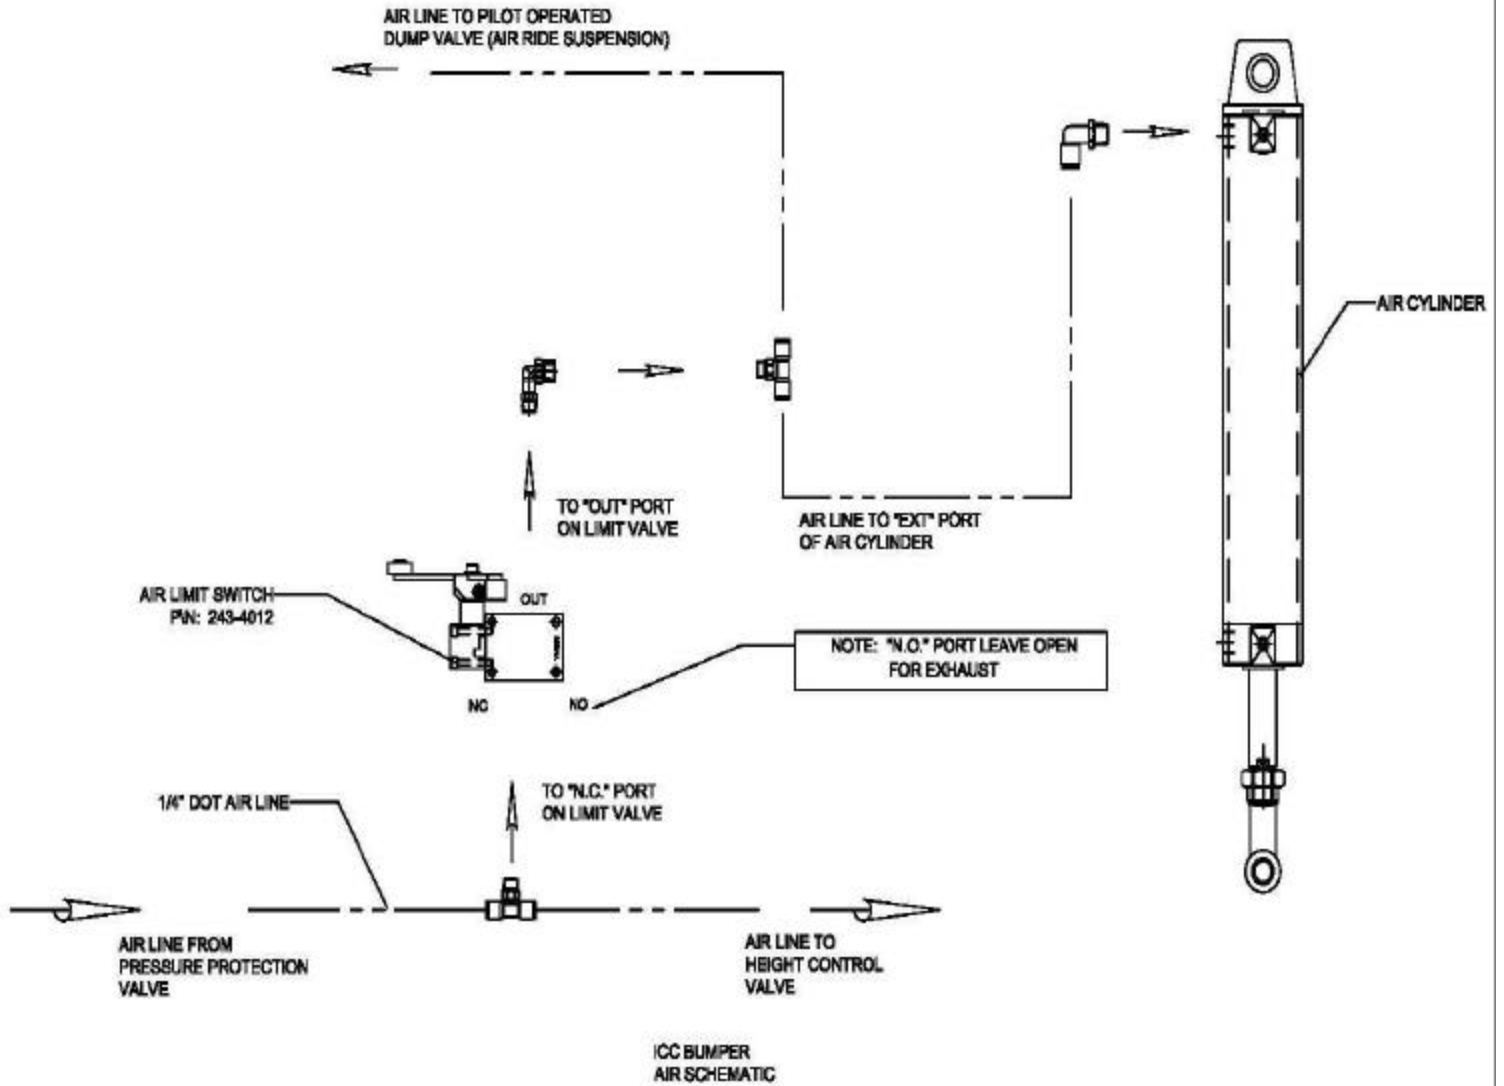 AIR LINE TO PILOT OPERATED
DUMP VALVE (AIR RIDE SUSPENSION)
AIR CYLINDER
TO "OUT" PORT
ON LIMIT VALVE
AIR LINE TO "EXT" PORT
OF AIR CYLINDER
AIR LIMIT SWITCH
P\N: 243-4012
OUT
NOTE: "N.O." PORT LEAVE OPEN
FOR EXHAUST
NC
NO
1/4" DOT AIR LINE
TO "N.C." PORT
ON LIMIT VALVE
AIR LINE FROM
PRESSURE PROTECTION
VALVE
AIR LINE TO
HEIGHT CONTROL
VALVE
ICC BUMPER
AIR SCHEMATIC